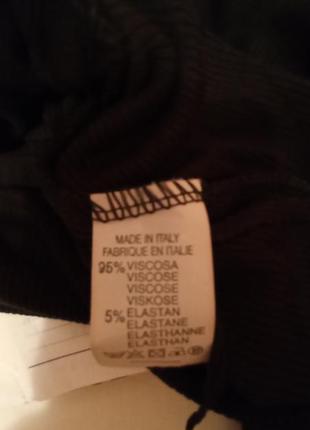 MADE IN ITALY
FABRIQUE EN ITALIE
95% VISCOSA
VISCOSE
VISCOSE
VISKOSE
5% ELASTAN
ELASTANE
ELASTHANNE
ELASTHAN